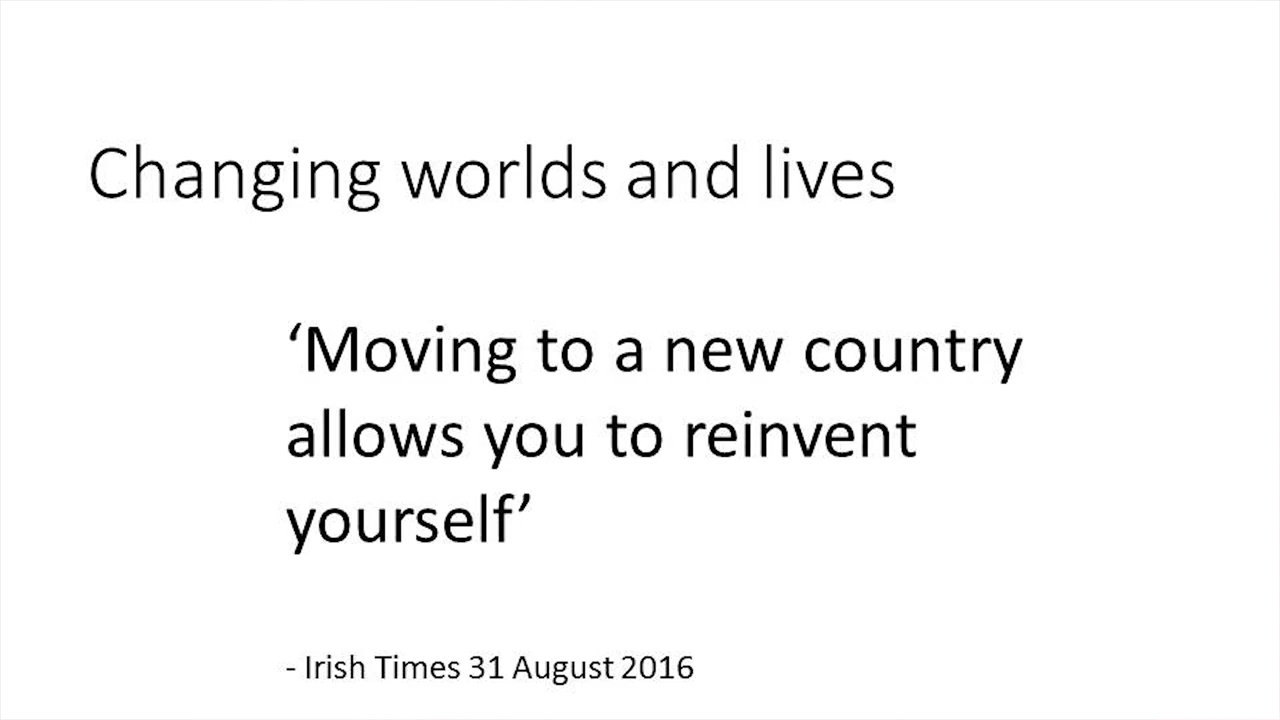 Changing worlds and lives
‘Moving to a new country
allows you to reinvent
yourself’
- Irish Times 31 August 2016